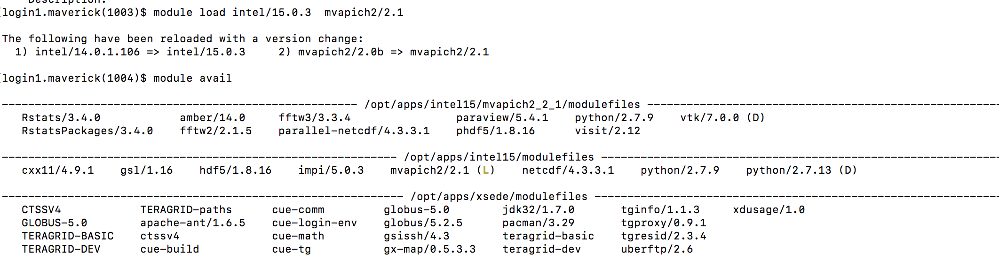 Description:
login1.maverick(1003)$ module load intel/15.0.3  mvapich2/2.1
The following have been reloaded with a version change:
  1) intel/14.0.1.106 => intel/15.0.3     2) mvapich2/2.0b => mvapich2/2.1
login1.maverick(1004)$ module avail
------------------------------------------------------ /opt/apps/intel15/mvapich2_2_1/modulefiles ------------------------------------------------------
   Rstats/3.4.0            amber/14.0     fftw3/3.3.4                paraview/5.4.1    python/2.7.9    vtk/7.0.0 (D)
   RstatsPackages/3.4.0    fftw2/2.1.5    parallel-netcdf/4.3.3.1    phdf5/1.8.16      visit/2.12
------------------------------------------------------------ /opt/apps/intel15/modulefiles ------------------------------------------------------------
   cxx11/4.9.1    gsl/1.16    hdf5/1.8.16    impi/5.0.3    mvapich2/2.1 (L)    netcdf/4.3.3.1    python/2.7.9    python/2.7.13 (D)
------------------------------------------------------------- /opt/apps/xsede/modulefiles -------------------------------------------------------------
   CTSSV4            TERAGRID-paths      cue-comm         globus-5.0        jdk32/1.7.0       tginfo/1.1.3     xdusage/1.0
   GLOBUS-5.0        apache-ant/1.6.5    cue-login-env    globus/5.2.5      pacman/3.29       tgproxy/0.9.1
   TERAGRID-BASIC    ctssv4              cue-math         gsissh/4.3        teragrid-basic    tgresid/2.3.4
   TERAGRID-DEV      cue-build           cue-tg           gx-map/0.5.3.3    teragrid-dev      uberftp/2.6